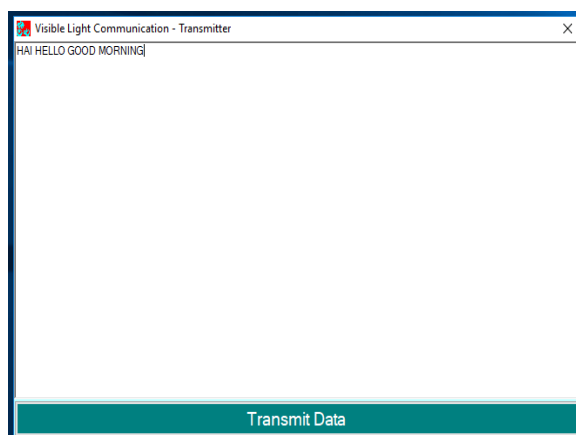 Visible Light Communication - Transmitter
HAI HELLO GOOD MORNING
Transmit Data